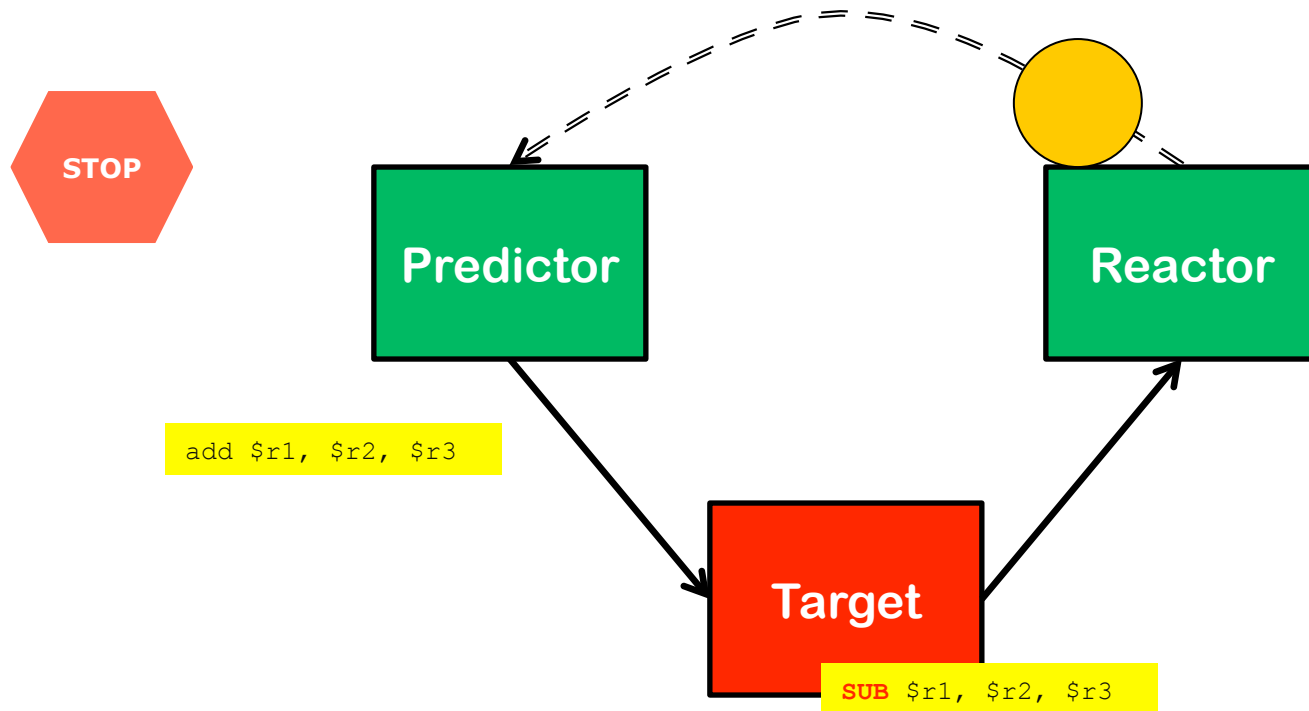 STOP
Predictor
Reactor
add $r1, $r2, $r3
Target
SUB $r1, $r2, $r3